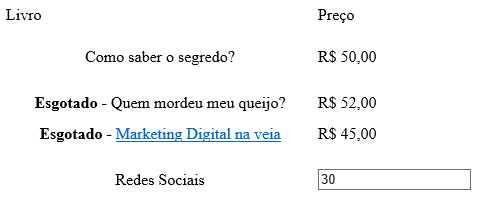 Livro Preço
Como saber o segredo? R$ 50,00
Esgotado - Quem mordeu meu queijo? R$ 52,00
Esgotado - Marketing Digital na veia R$ 45,00
Redes Sociais 30